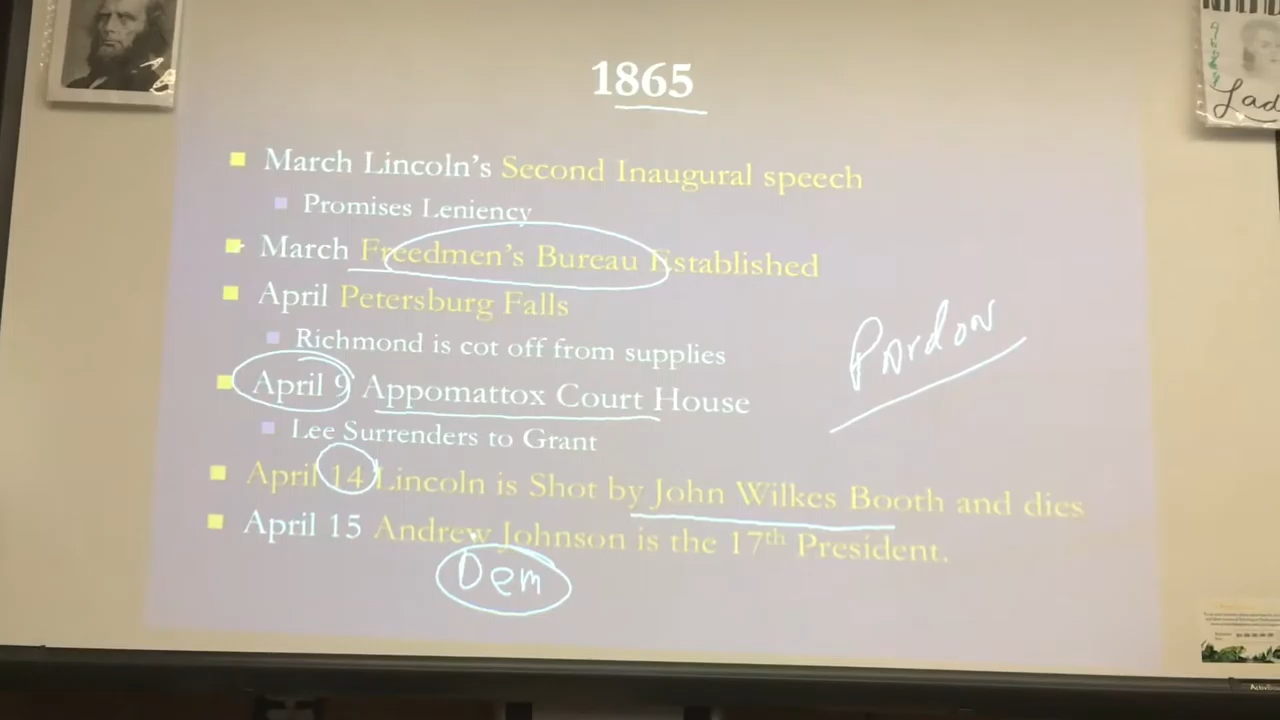 1865
March Lincoln's Second Inaugural speech
Promises Leniency
March Freedmen's Bureau Established
April Petersburg Falls
Richmond is cot off from supplies
April 9 Appomattox Court House
Lee Surrenders to Grant
April 14 Lincoln is Shot by John Wilkes Booth and dies
April 15 Andrew Johnson is the 17th President.
Dem
Pardon
Lad